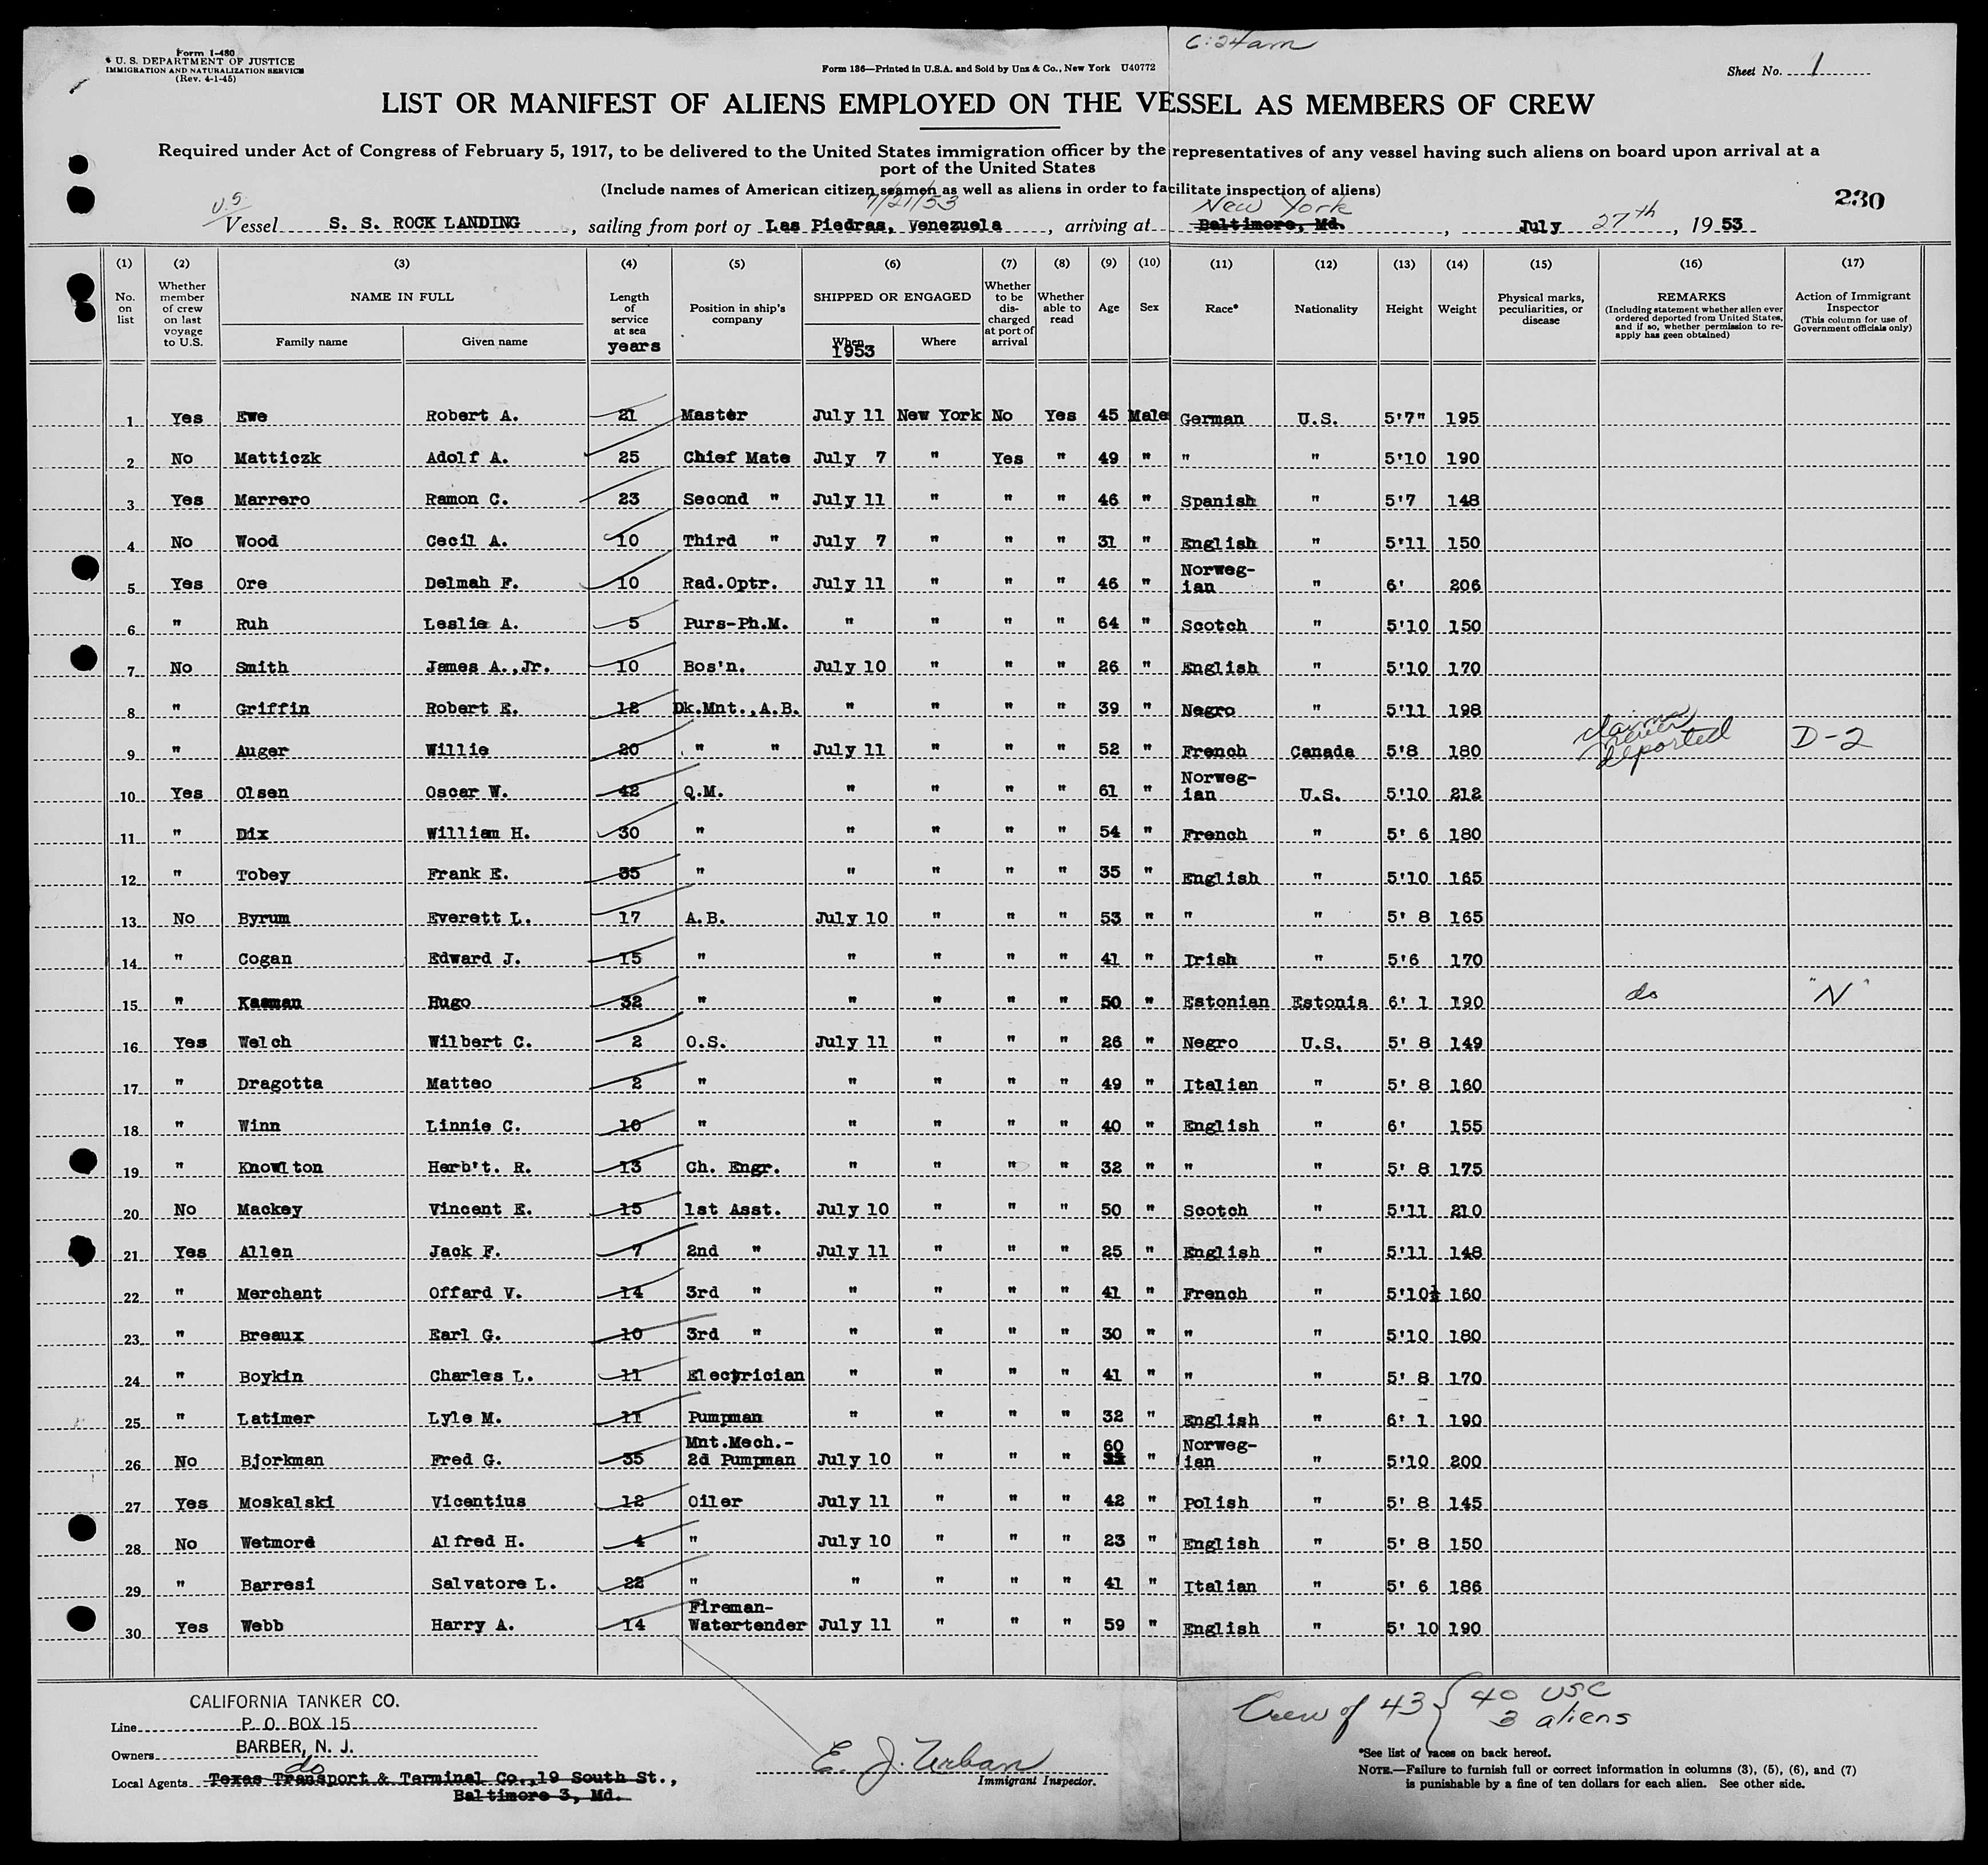 Form I-480
U. S. DEPARTMENT OF JUSTICE
IMMIGRATION AND NATURALIZATION SERVICE
(Rev. 4-1-45)
Form 136—Printed in U.S.A. and Sold by Unz & Co., New York U40772
6:24am
Sheet No. 1
LIST OR MANIFEST OF ALIENS EMPLOYED ON THE VESSEL AS MEMBERS OF CREW
Required under Act of Congress of February 5, 1917, to be delivered to the United States immigration officer by the representatives of any vessel having such aliens on board upon arrival at a
port of the United States
(Include names of American citizen seamen as well as aliens in order to facilitate inspection of aliens)
230
U.S. 7/21/53 New York
Vessel S. S. ROCK LANDING, sailing from port of Las Piedras, Venezuela, arriving at Baltimore, Md., July 27th, 1953
(1) (2) (3) (4) (5) (6) (7) (8) (9) (10) (11) (12) (13) (14) (15) (16) (17)
No. on list
Whether member of crew on last voyage to U.S.
NAME IN FULL
Family name Given name
Length of service at sea years
Position in ship's company
SHIPPED OR ENGAGED
When 1953 Where
Whether to be discharged at port of arrival
Whether able to read
Age
Sex
Race*
Nationality
Height
Weight
Physical marks, peculiarities, or disease
REMARKS
(Including statement whether alien ever ordered deported from United States, and if so, whether permission to re-apply has geen obtained)
Action of Immigrant Inspector
(This column for use of Government officials only)
1 Yes Ewe Robert A. 21 Master July 11 New York No Yes 45 Male German U.S. 5'7" 195
2 No Matticzk Adolf A. 25 Chief Mate July 7 " Yes " 49 " " " 5'10 190
3 Yes Marrero Ramon C. 23 Second " July 11 " " " 46 " Spanish " 5'7 148
4 No Wood Cecil A. 10 Third " July 7 " " " 31 " English " 5'11 150
5 Yes Ore Delmah F. 10 Rad.Optr. July 11 " " " 46 " Norweg-ian " 6' 206
6 " Ruh Leslie A. 5 Purs-Ph.M. " " " " 64 " Scotch " 5'10 150
7 No Smith James A.,Jr. 10 Bos'n. July 10 " " " 26 " English " 5'10 170
8 " Griffin Robert E. 12 Dk.Mnt.,A.B. " " " " 39 " Negro " 5'11 198
9 " Auger Willie 20 " " July 11 " " " 52 " French Canada 5'8 180 claims never deported D-2
10 Yes Olsen Oscar W. 42 Q.M. " " " " 61 " Norweg-ian U.S. 5'10 212
11 " Dix William H. 30 " " " " " 54 " French " 5' 6 180
12 " Tobey Frank E. 35 " " " " " 35 " English " 5'10 165
13 No Byrum Everett L. 17 A.B. July 10 " " " 53 " " " 5' 8 165
14 " Cogan Edward J. 15 " " " " " 41 " Irish " 5'6 170
15 " Kasman Hugo 32 " " " " " 50 " Estonian Estonia 6' 1 190 do "N"
16 Yes Welch Wilbert C. 2 O.S. July 11 " " " 26 " Negro U.S. 5' 8 149
17 " Dragotta Matteo 2 " " " " " 49 " Italian " 5' 8 160
18 " Winn Linnie C. 10 " " " " " 40 " English " 6' 155
19 " Knowlton Herb't. R. 13 Ch. Engr. " " " " 32 " " " 5' 8 175
20 No Mackey Vincent E. 15 1st Asst. July 10 " " " 50 " Scotch " 5'11 210
21 Yes Allen Jack F. 7 2nd " July 11 " " " 25 " English " 5'11 148
22 " Merchant Offard V. 14 3rd " " " " " 41 " French " 5'10½ 160
23 " Breaux Earl G. 10 3rd " " " " " 30 " " " 5'10 180
24 " Boykin Charles L. 11 Electrician " " " " 41 " " " 5' 8 170
25 " Latimer Lyle M. 11 Pumpman " " " " 32 " English " 6' 1 190
26 No Bjorkman Fred G. 35 Mnt.Mech.-2d Pumpman July 10 " " " 60 " Norweg-ian " 5'10 200
27 Yes Moskalski Vicentius 12 Oiler July 11 " " " 42 " Polish " 5' 8 145
28 No Wetmore Alfred H. 4 " July 10 " " " 23 " English " 5' 8 150
29 " Barresi Salvatore L. 22 " " " " " 41 " Italian " 5' 6 186
30 Yes Webb Harry A. 14 Fireman-Watertender July 11 " " " 59 " English " 5' 10 190
CALIFORNIA TANKER CO.
Line P. O. BOX 15
Owners BARBER, N. J.
do
Local Agents Texas Transport & Terminal Co., 19 South St.,
Baltimore 3, Md.
E. J. Urban
Immigrant Inspector.
Crew of 43 { 40 USC
3 aliens
*See list of races on back hereof.
NOTE.—Failure to furnish full or correct information in columns (3), (5), (6), and (7)
is punishable by a fine of ten dollars for each alien. See other side.